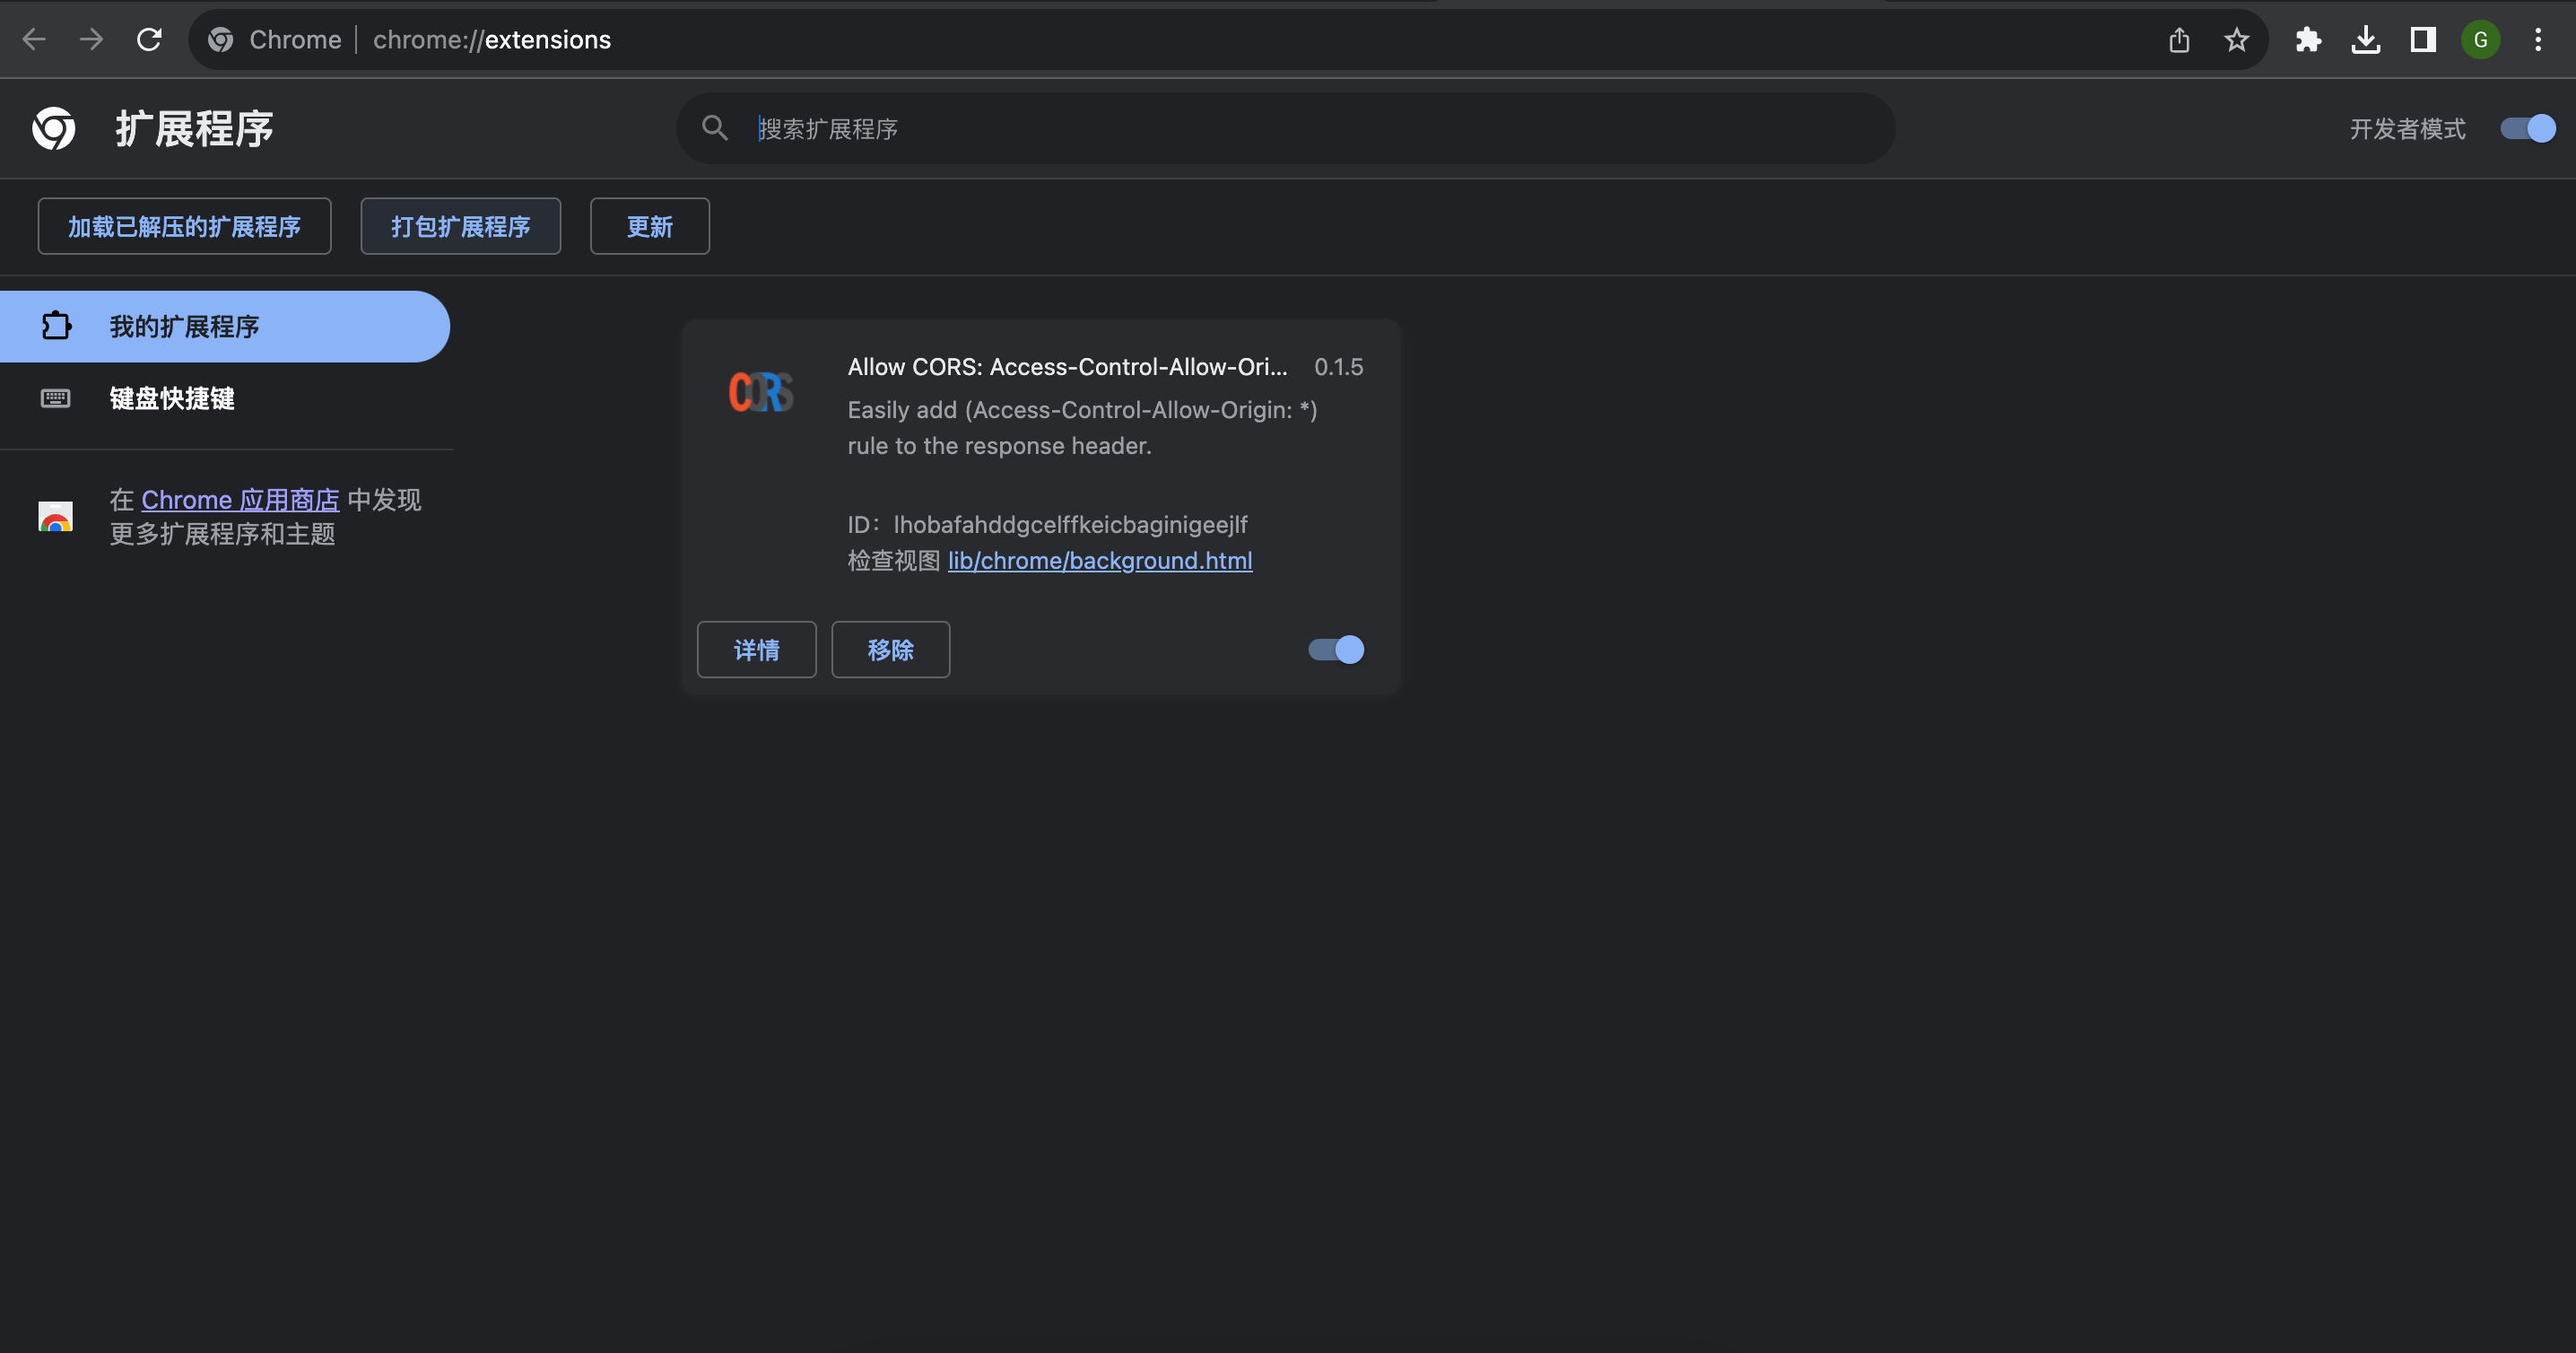 Chrome | chrome://extensions
G
扩展程序
搜索扩展程序
开发者模式
加载已解压的扩展程序
打包扩展程序
更新
我的扩展程序
键盘快捷键
在 Chrome 应用商店 中发现
更多扩展程序和主题
CORS
Allow CORS: Access-Control-Allow-Ori... 0.1.5
Easily add (Access-Control-Allow-Origin: *)
rule to the response header.
ID：lhobafahddgcelffkeicbaginigeejlf
检查视图 lib/chrome/background.html
详情
移除